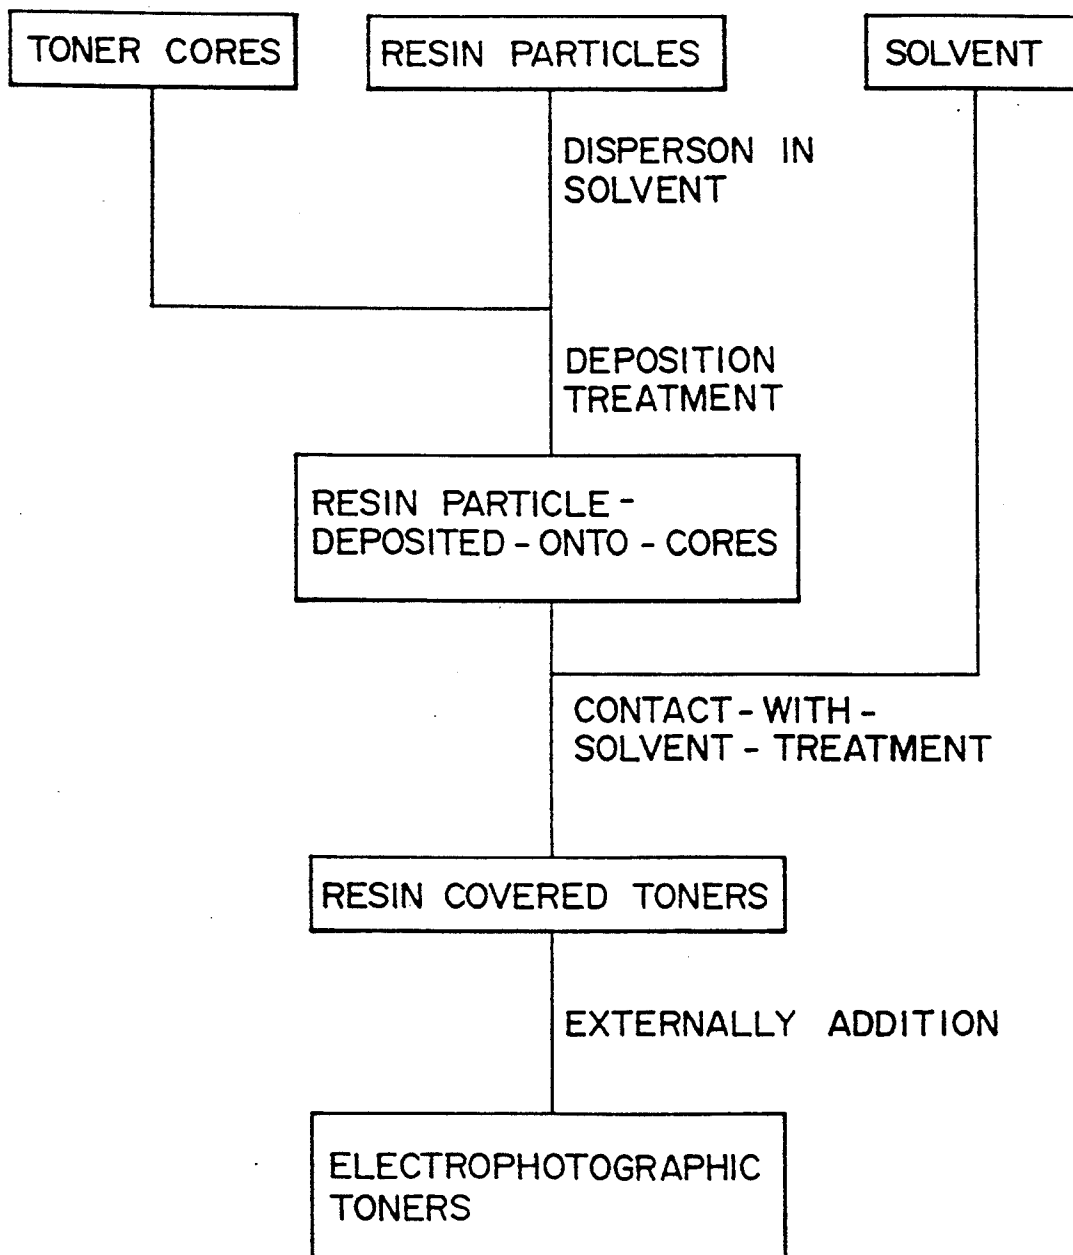 TONER CORES
RESIN PARTICLES
SOLVENT
DISPERSON IN
SOLVENT
DEPOSITION
TREATMENT
RESIN PARTICLE-
DEPOSITED-ONTO-CORES
CONTACT-WITH-
SOLVENT-TREATMENT
RESIN COVERED TONERS
EXTERNALLY ADDITION
ELECTROPHOTOGRAPHIC
TONERS